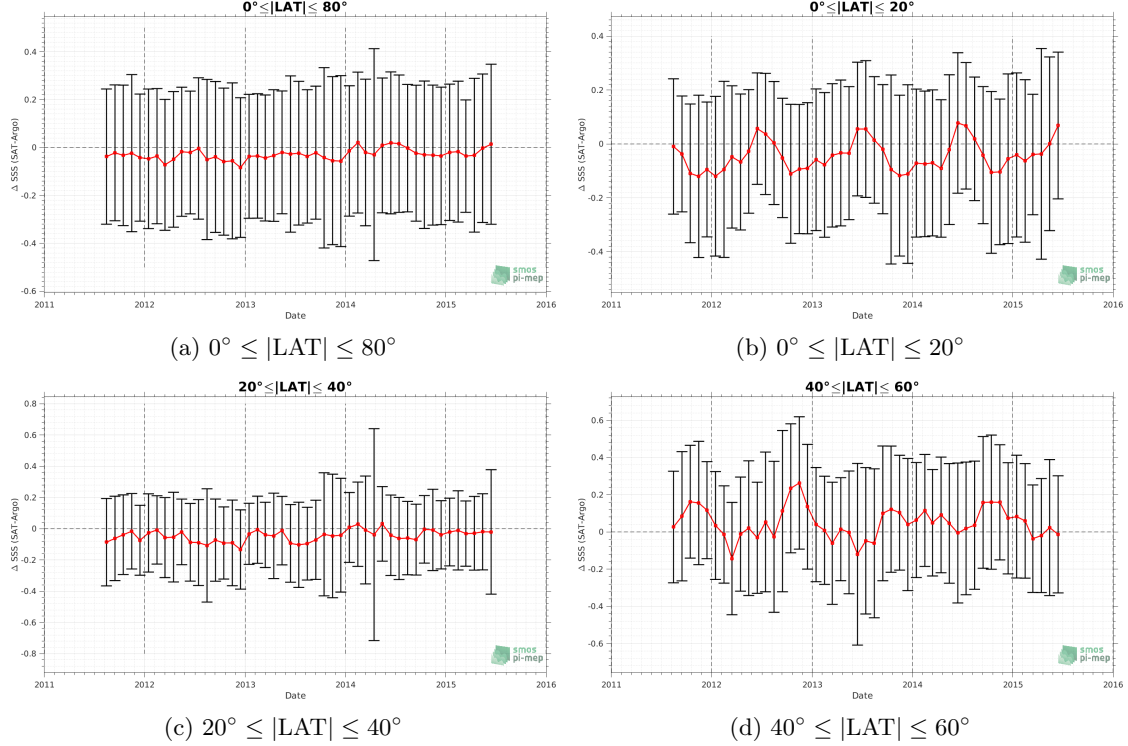 0°≤|LAT|≤ 80°
Δ SSS (SAT-Argo)
0.4
0.2
0
-0.2
-0.4
-0.6
2011 2012 2013 2014 2015 2016
Date
smos
pi-mep
(a) 0° ≤ |LAT| ≤ 80°
0°≤|LAT|≤ 20°
Δ SSS (SAT-Argo)
0.4
0.2
0
-0.2
-0.4
2011 2012 2013 2014 2015 2016
Date
smos
pi-mep
(b) 0° ≤ |LAT| ≤ 20°
20°≤|LAT|≤ 40°
Δ SSS (SAT-Argo)
0.8
0.6
0.4
0.2
0
-0.2
-0.4
-0.6
-0.8
2011 2012 2013 2014 2015 2016
Date
smos
pi-mep
(c) 20° ≤ |LAT| ≤ 40°
40°≤|LAT|≤ 60°
Δ SSS (SAT-Argo)
0.6
0.4
0.2
0
-0.2
-0.4
-0.6
2011 2012 2013 2014 2015 2016
Date
smos
pi-mep
(d) 40° ≤ |LAT| ≤ 60°